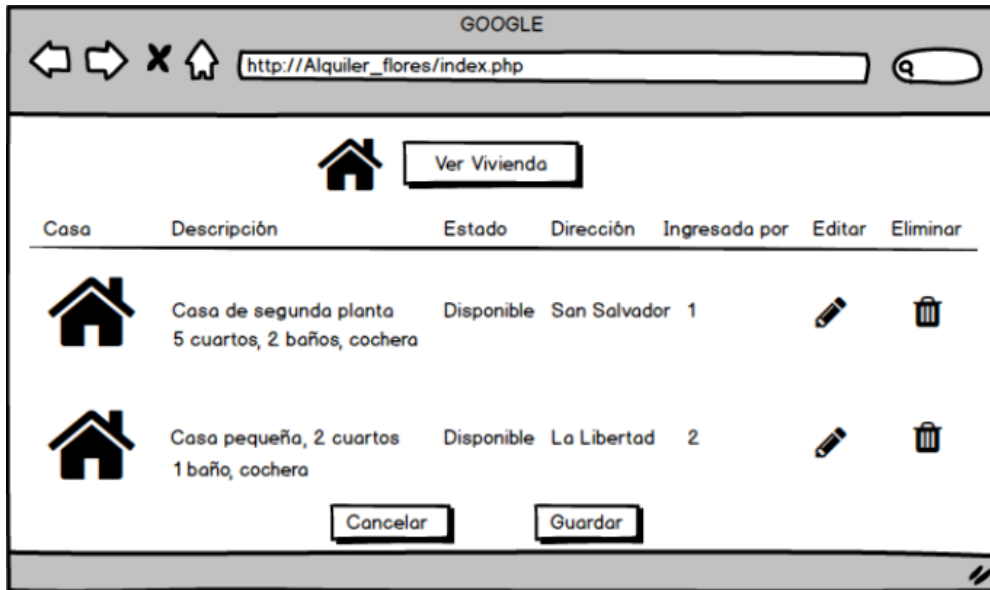 GOOGLE
http://Alquiler_flores/index.php
Ver Vivienda
Casa Descripción Estado Dirección Ingresada por Editar Eliminar
Casa de segunda planta Disponible San Salvador 1
5 cuartos, 2 baños, cochera
Casa pequeña, 2 cuartos Disponible La Libertad 2
1 baño, cochera
Cancelar Guardar